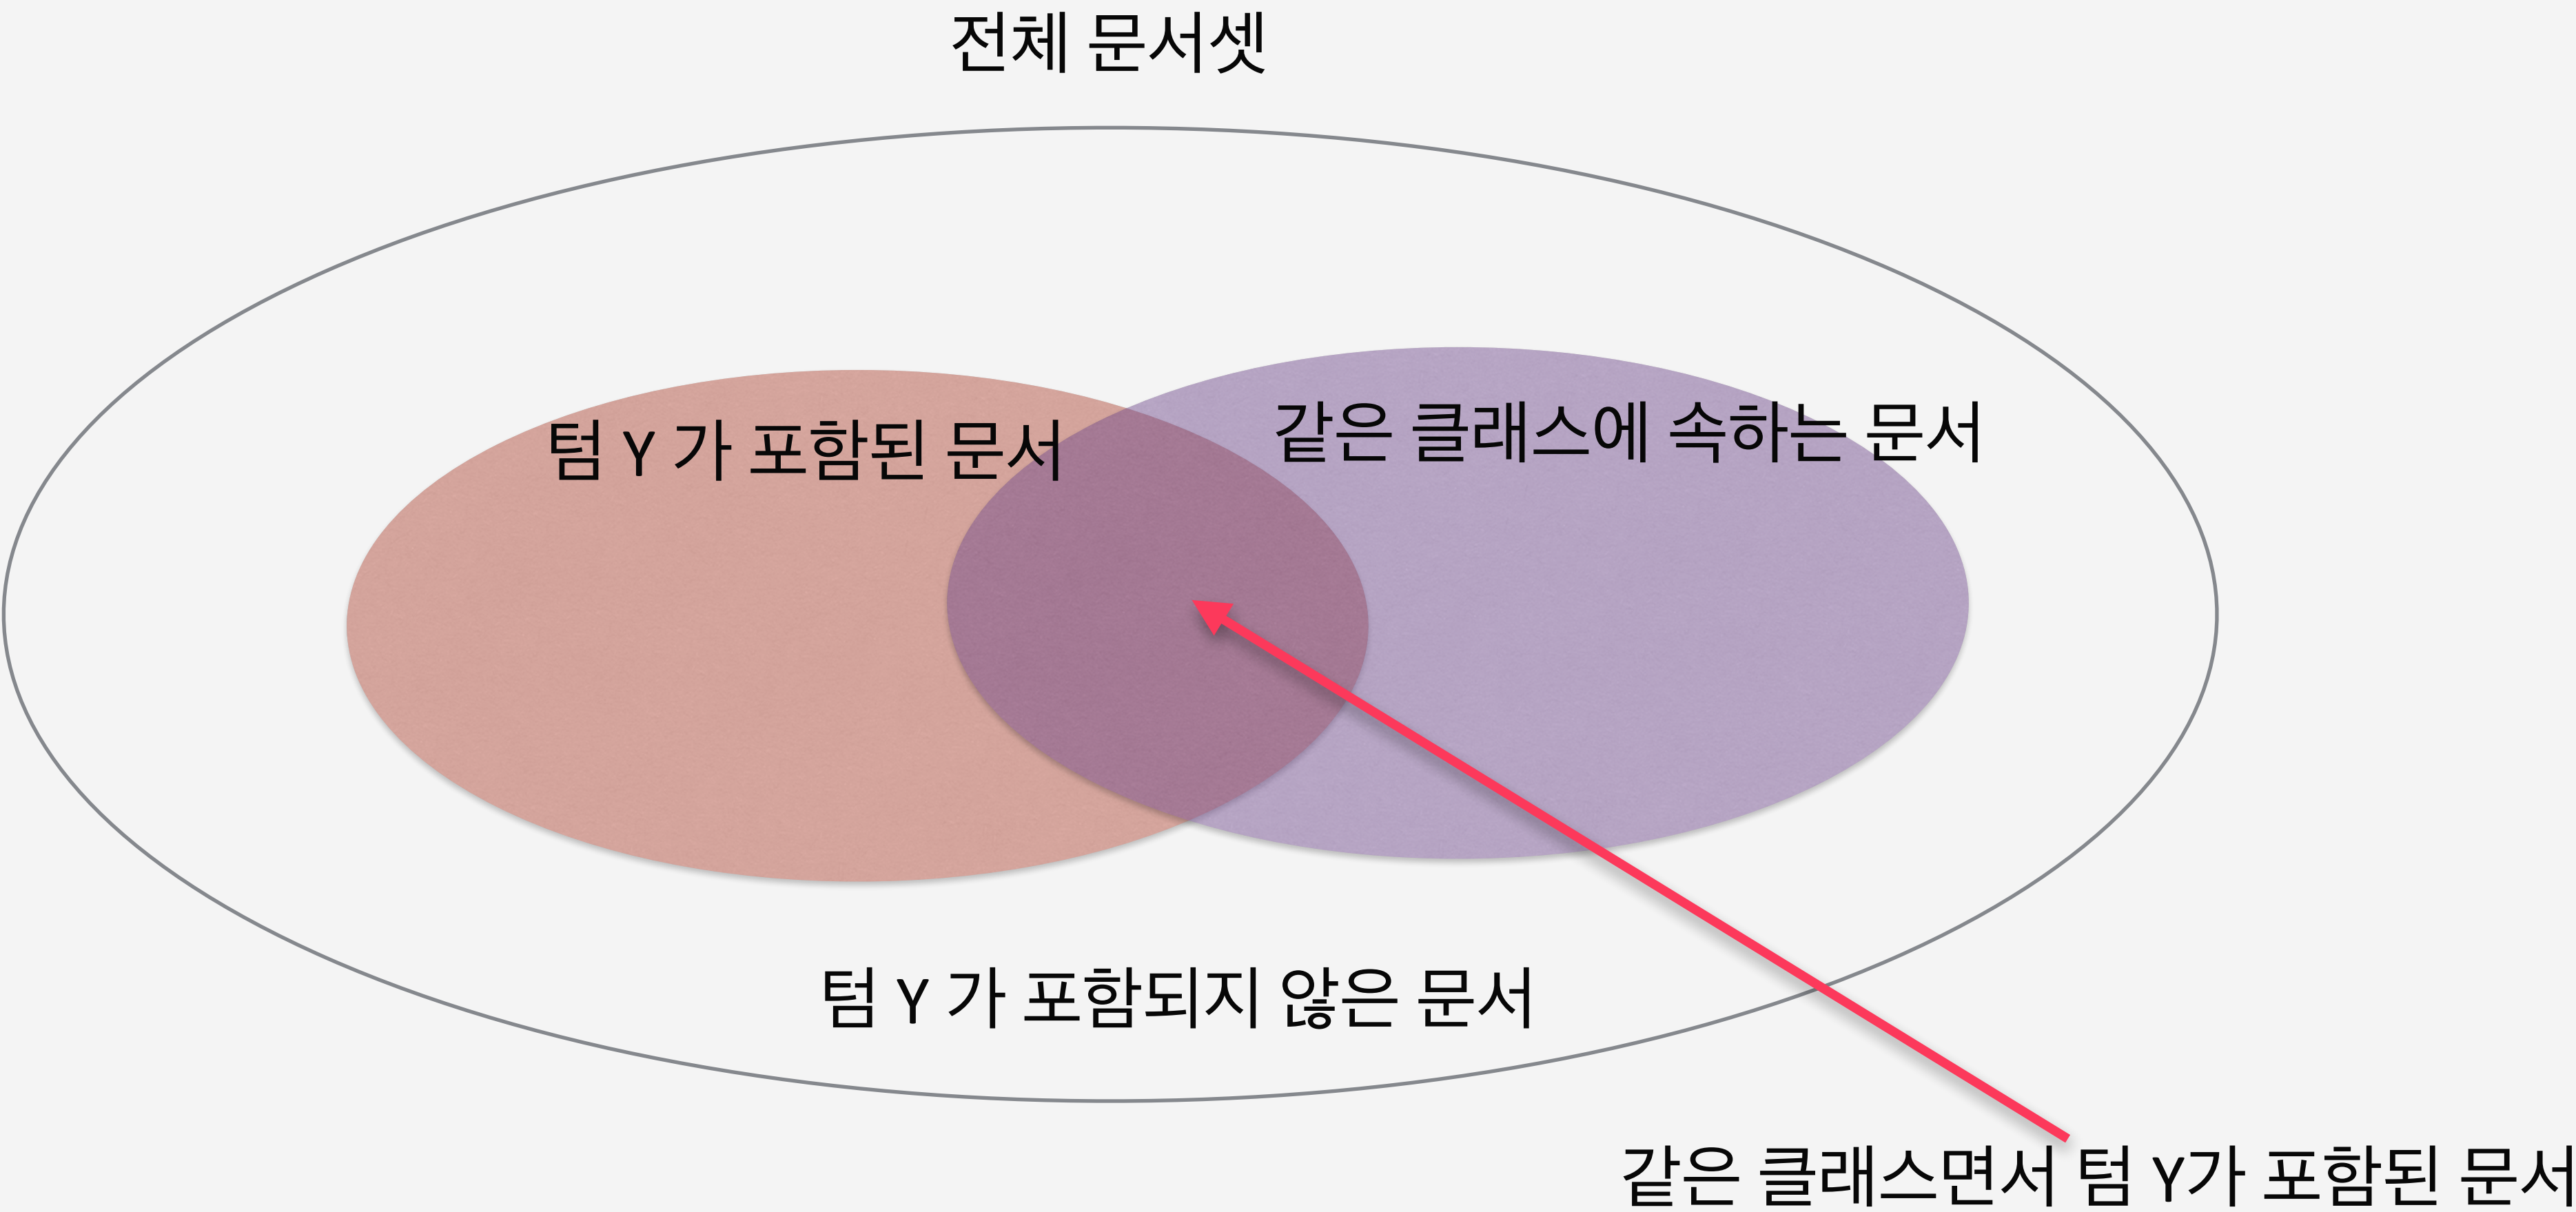 전체 문서셋
텀 Y 가 포함된 문서
같은 클래스에 속하는 문서
텀 Y 가 포함되지 않은 문서
같은 클래스면서 텀 Y가 포함된 문서